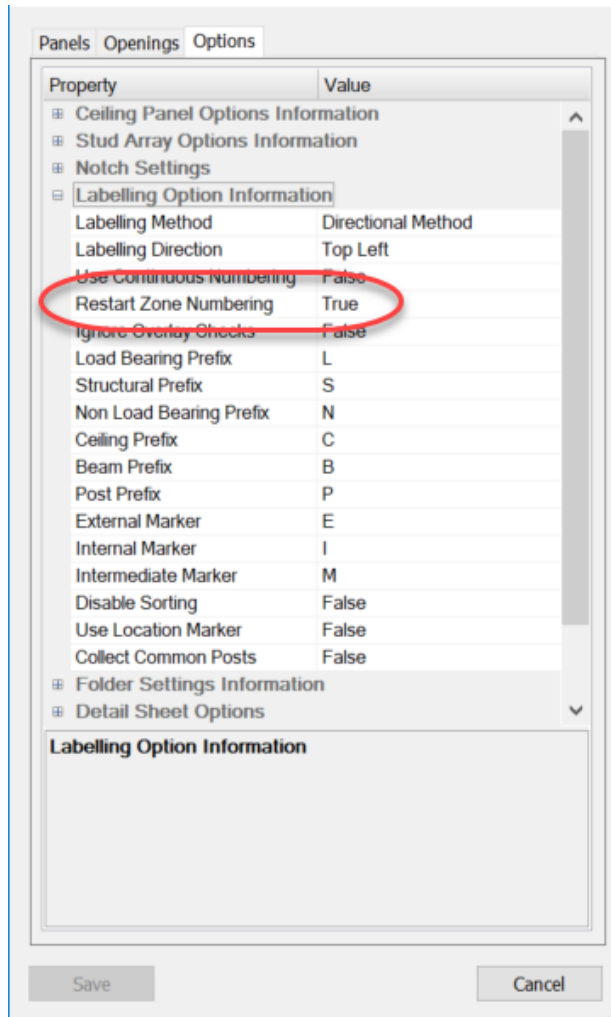 Panels Openings Options
Property Value
Ceiling Panel Options Information
Stud Array Options Information
Notch Settings
Labelling Option Information
Labelling Method Directional Method
Labelling Direction Top Left
Use Continuous Numbering False
Restart Zone Numbering True
Ignore Overlay Checks False
Load Bearing Prefix L
Structural Prefix S
Non Load Bearing Prefix N
Ceiling Prefix C
Beam Prefix B
Post Prefix P
External Marker E
Internal Marker I
Intermediate Marker M
Disable Sorting False
Use Location Marker False
Collect Common Posts False
Folder Settings Information
Detail Sheet Options
Labelling Option Information
Save Cancel